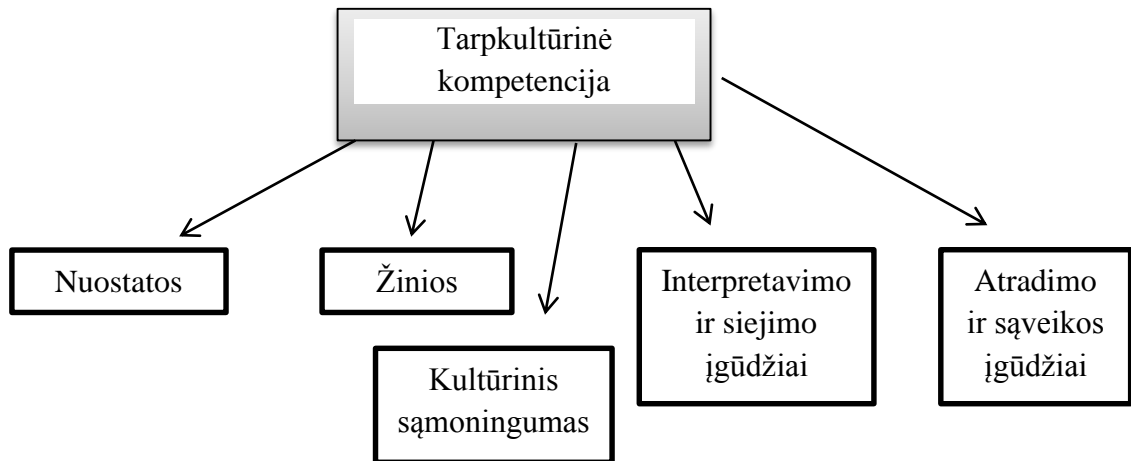 Tarpkultūrinė
kompetencija
Nuostatos
Žinios
Kultūrinis
sąmoningumas
Interpretavimo
ir siejimo
įgūdžiai
Atradimo
ir sąveikos
įgūdžiai